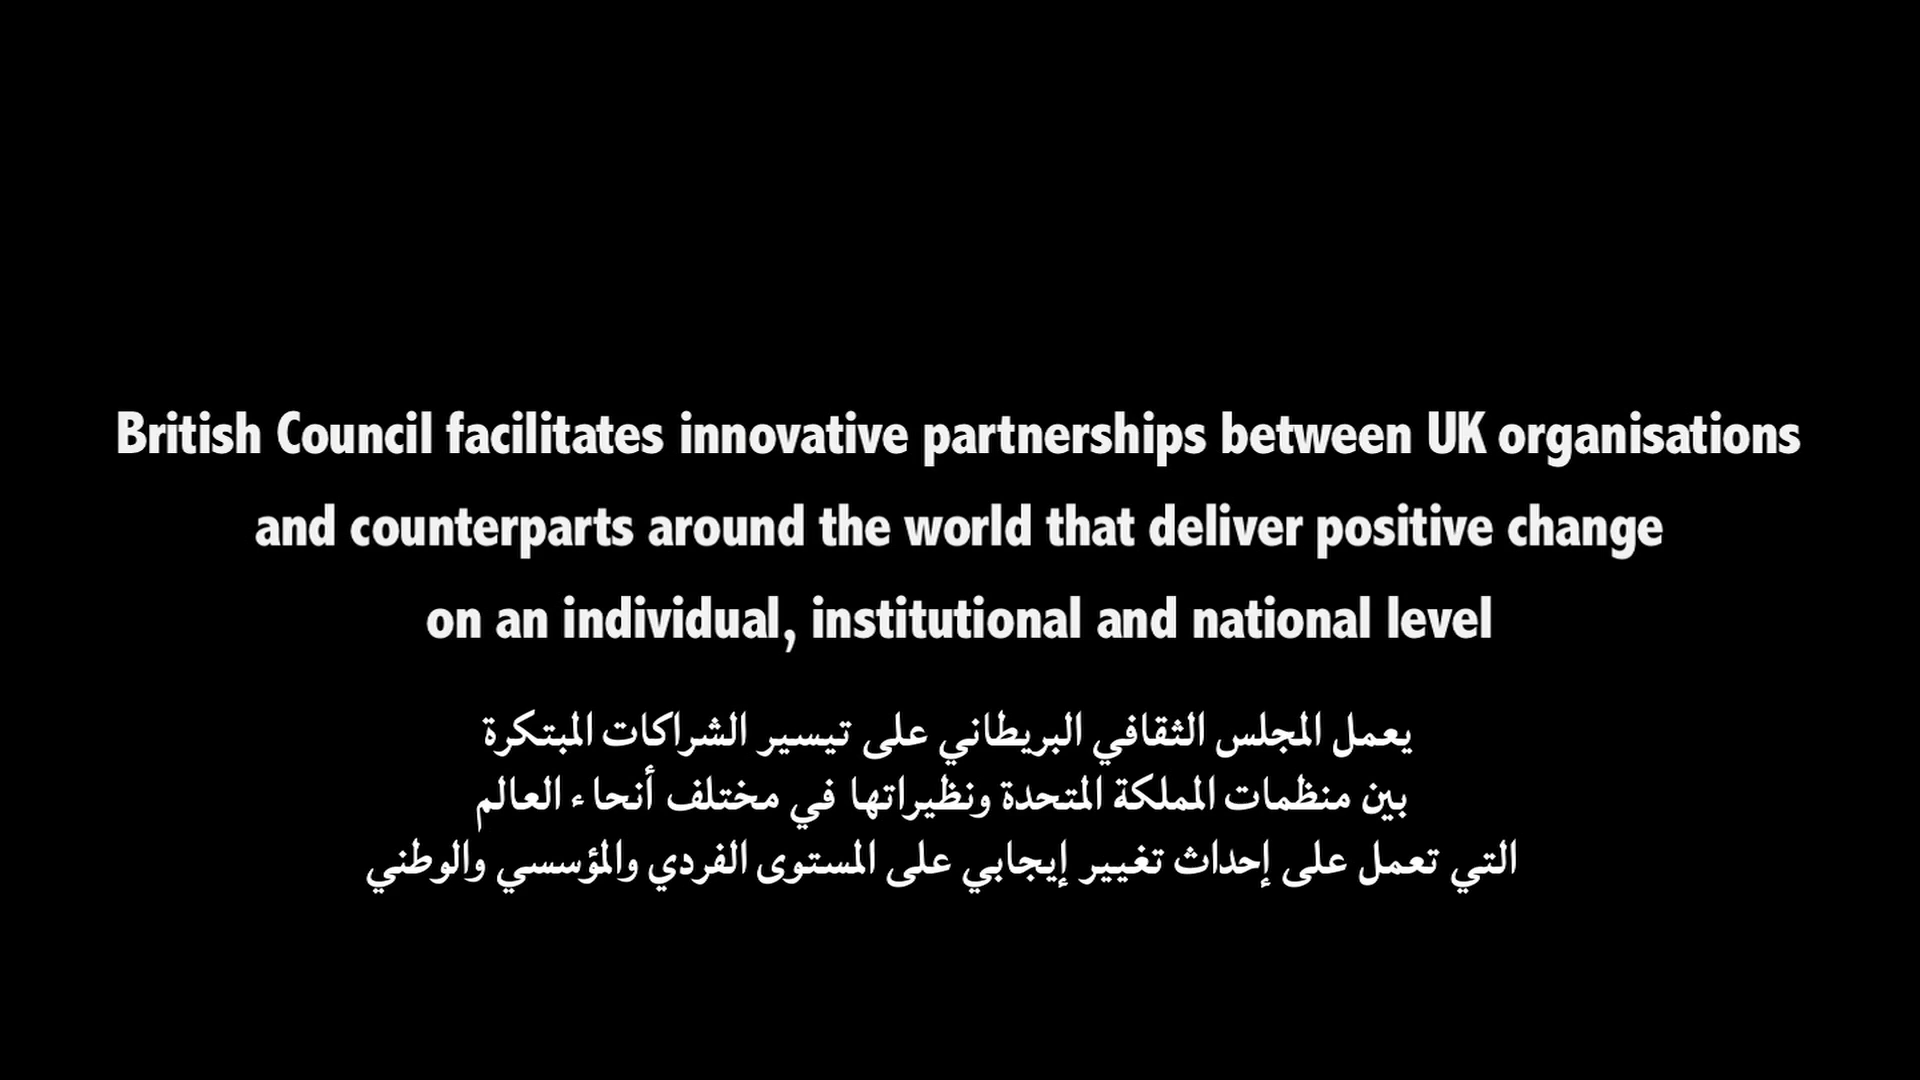 British Council facilitates innovative partnerships between UK organisations
and counterparts around the world that deliver positive change
on an individual, institutional and national level
يعمل المجلس الثقافي البريطاني على تيسير الشراكات المبتكرة
بين منظمات المملكة المتحدة ونظيراتها في مختلف أنحاء العالم
التي تعمل على إحداث تغيير إيجابي على المستوى الفردي والمؤسسي والوطني